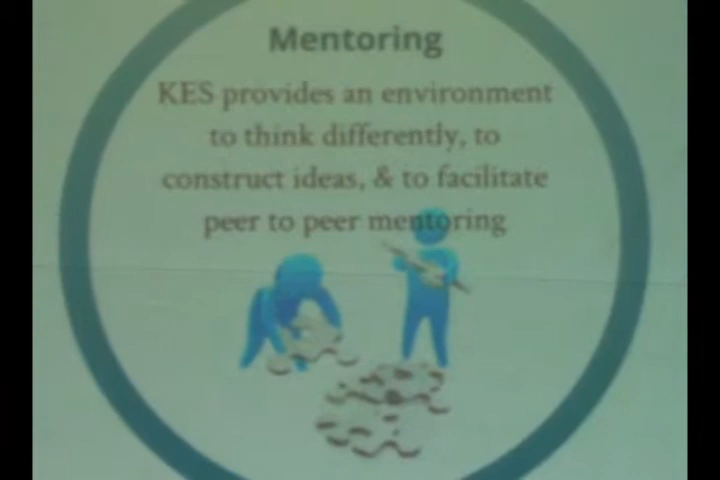 Mentoring
KES provides an environment
to think differently, to
construct ideas, & to facilitate
peer to peer mentoring